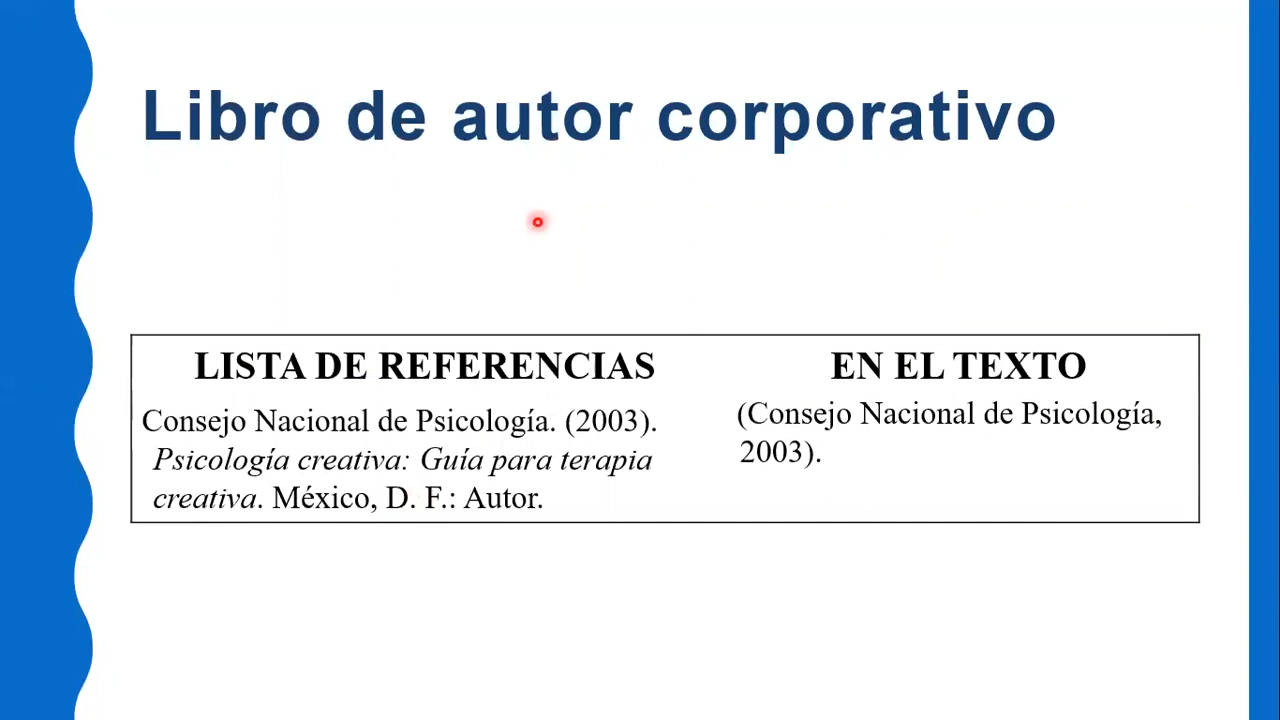 Libro de autor corporativo
LISTA DE REFERENCIAS
Consejo Nacional de Psicología. (2003).
Psicología creativa: Guía para terapia
creativa. México, D. F.: Autor.
EN EL TEXTO
(Consejo Nacional de Psicología,
2003).